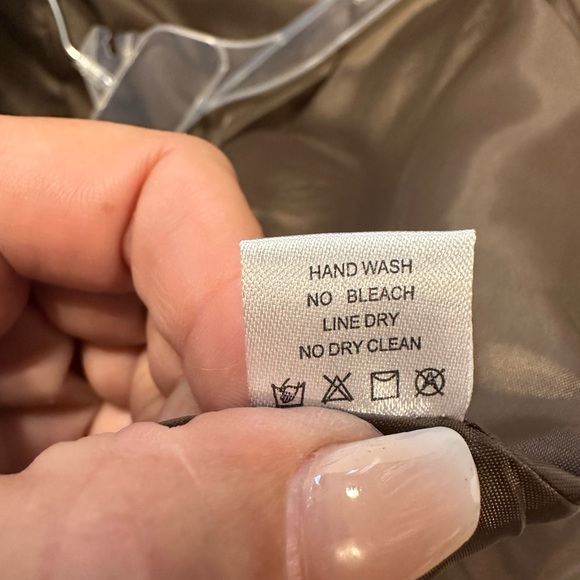 HAND WASH
NO BLEACH
LINE DRY
NO DRY CLEAN